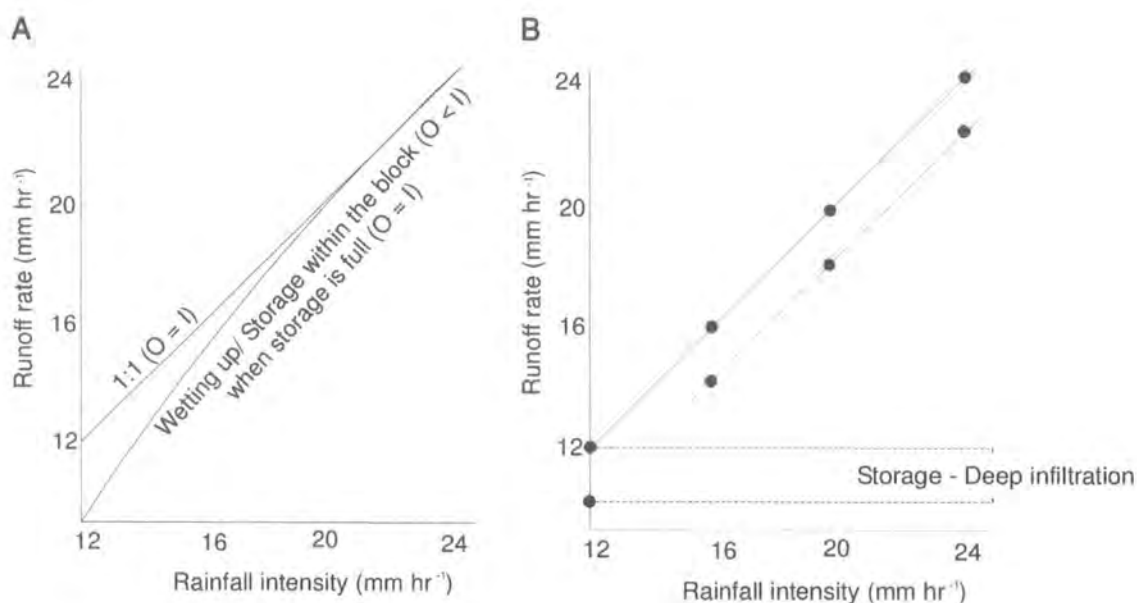 A
24
20
16
12
Runoff rate (mm hr⁻¹)
1:1 (O = I)
Wetting up/ Storage within the block (O < I)
when storage is full (O = I)
12
16
20
24
Rainfall intensity (mm hr⁻¹)
B
24
20
16
12
Runoff rate (mm hr⁻¹)
Storage - Deep infiltration
12
16
20
24
Rainfall intensity (mm hr⁻¹)